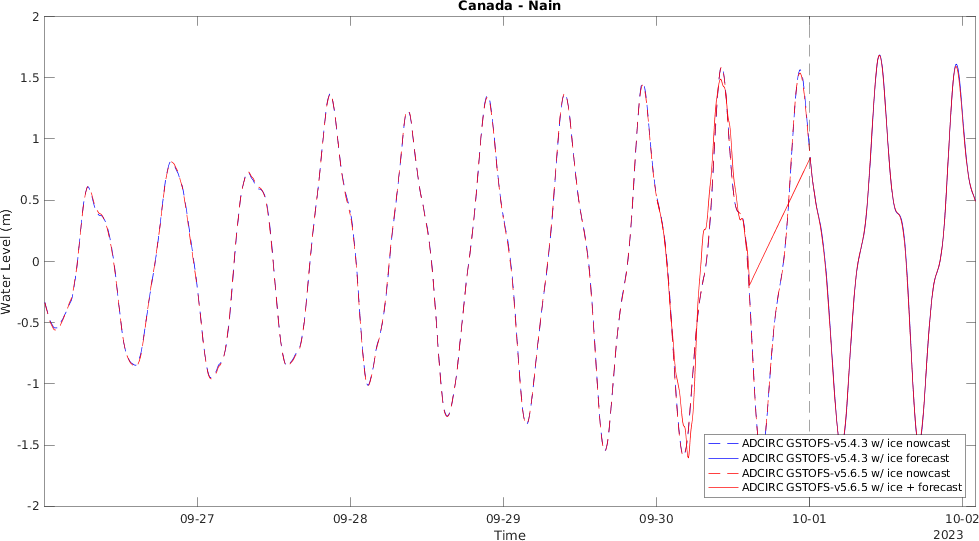 Canada - Nain
2
1.5
1
0.5
0
-0.5
-1
-1.5
-2
Water Level (m)
ADCIRC GSTOFS-v5.4.3 w/ ice nowcast
ADCIRC GSTOFS-v5.4.3 w/ ice forecast
ADCIRC GSTOFS-v5.6.5 w/ ice nowcast
ADCIRC GSTOFS-v5.6.5 w/ ice + forecast
09-27 09-28 09-29 09-30 10-01 10-02
Time 2023